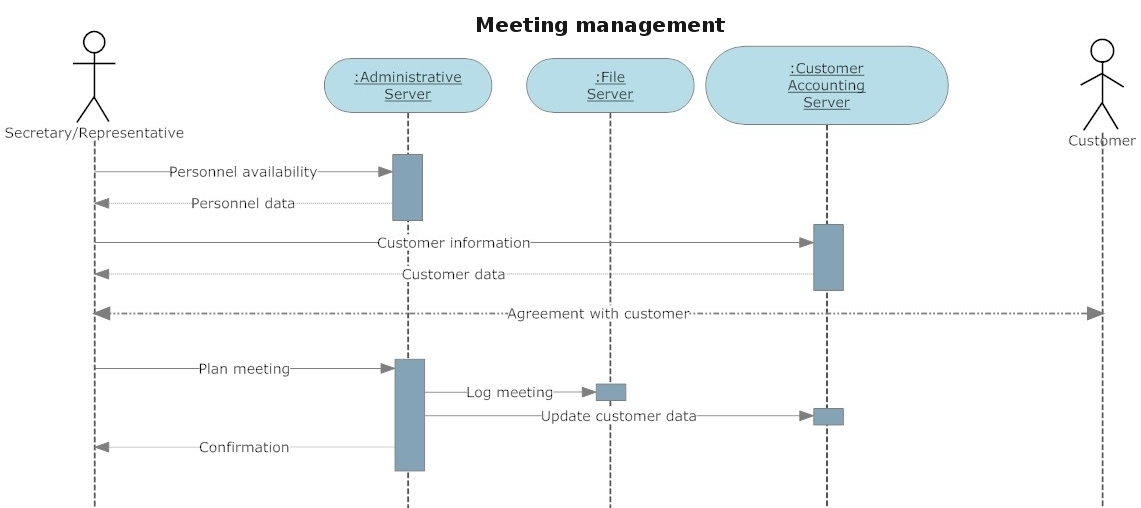 Meeting management
:Administrative
Server
:File
Server
:Customer
Accounting
Server
Secretary/Representative
Customer
Personnel availability
Personnel data
Customer information
Customer data
Agreement with customer
Plan meeting
Log meeting
Update customer data
Confirmation